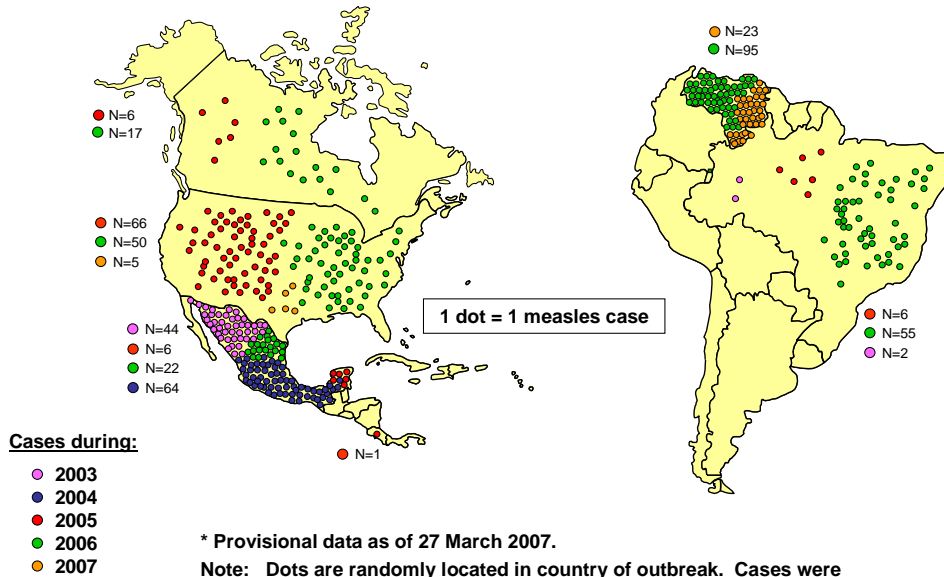 N=23
N=95
N=6
N=17
N=66
N=50
N=5
1 dot = 1 measles case
N=44
N=6
N=22
N=64
N=6
N=55
N=2
N=1
Cases during:
2003
2004
2005
2006
2007
* Provisional data as of 27 March 2007.
Note: Dots are randomly located in country of outbreak. Cases were